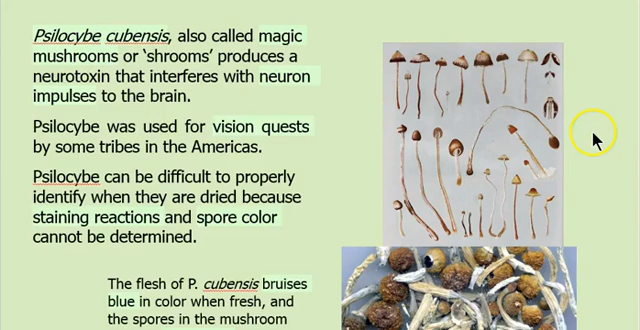 Psilocybe cubensis, also called magic
mushrooms or ‘shrooms’ produces a
neurotoxin that interferes with neuron
impulses to the brain.
Psilocybe was used for vision quests
by some tribes in the Americas.
Psilocybe can be difficult to properly
identify when they are dried because
staining reactions and spore color
cannot be determined.
The flesh of P. cubensis bruises
blue in color when fresh, and
the spores in the mushroom